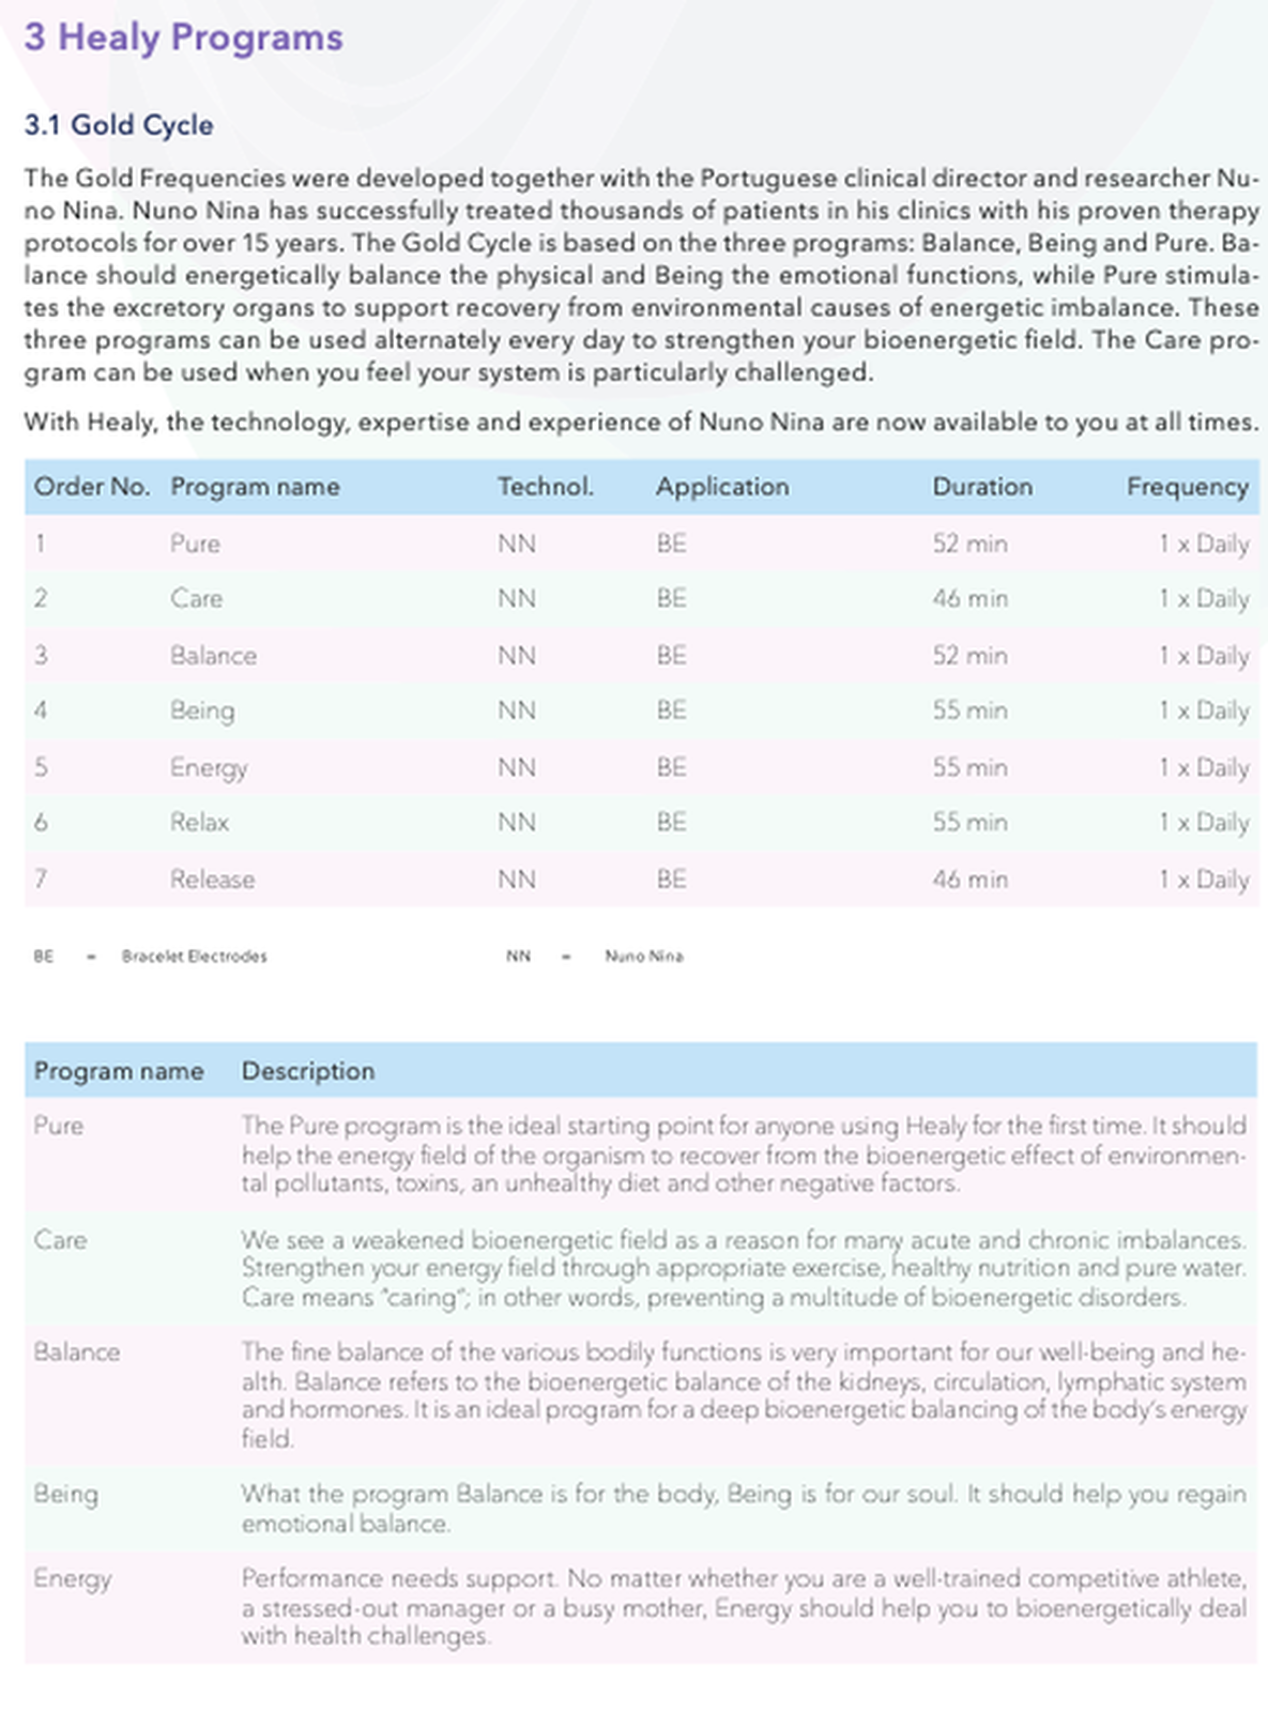 3 Healy Programs
3.1 Gold Cycle
The Gold Frequencies were developed together with the Portuguese clinical director and researcher Nu-
no Nina. Nuno Nina has successfully treated thousands of patients in his clinics with his proven therapy
protocols for over 15 years. The Gold Cycle is based on the three programs: Balance, Being and Pure. Ba-
lance should energetically balance the physical and Being the emotional functions, while Pure stimula-
tes the excretory organs to support recovery from environmental causes of energetic imbalance. These
three programs can be used alternately every day to strengthen your bioenergetic field. The Care pro-
gram can be used when you feel your system is particularly challenged.
With Healy, the technology, expertise and experience of Nuno Nina are now available to you at all times.
Order No. Program name Technol. Application Duration Frequency
1 Pure NN BE 52 min 1 x Daily
2 Care NN BE 46 min 1 x Daily
3 Balance NN BE 52 min 1 x Daily
4 Being NN BE 55 min 1 x Daily
5 Energy NN BE 55 min 1 x Daily
6 Relax NN BE 55 min 1 x Daily
7 Release NN BE 46 min 1 x Daily
BE = Bracelet Electrodes NN = Nuno Nina
Program name Description
Pure The Pure program is the ideal starting point for anyone using Healy for the first time. It should
help the energy field of the organism to recover from the bioenergetic effect of environmen-
tal pollutants, toxins, an unhealthy diet and other negative factors.
Care We see a weakened bioenergetic field as a reason for many acute and chronic imbalances.
Strengthen your energy field through appropriate exercise, healthy nutrition and pure water.
Care means "caring"; in other words, preventing a multitude of bioenergetic disorders.
Balance The fine balance of the various bodily functions is very important for our well-being and he-
alth. Balance refers to the bioenergetic balance of the kidneys, circulation, lymphatic system
and hormones. It is an ideal program for a deep bioenergetic balancing of the body's energy
field.
Being What the program Balance is for the body, Being is for our soul. It should help you regain
emotional balance.
Energy Performance needs support. No matter whether you are a well-trained competitive athlete,
a stressed-out manager or a busy mother, Energy should help you to bioenergetically deal
with health challenges.